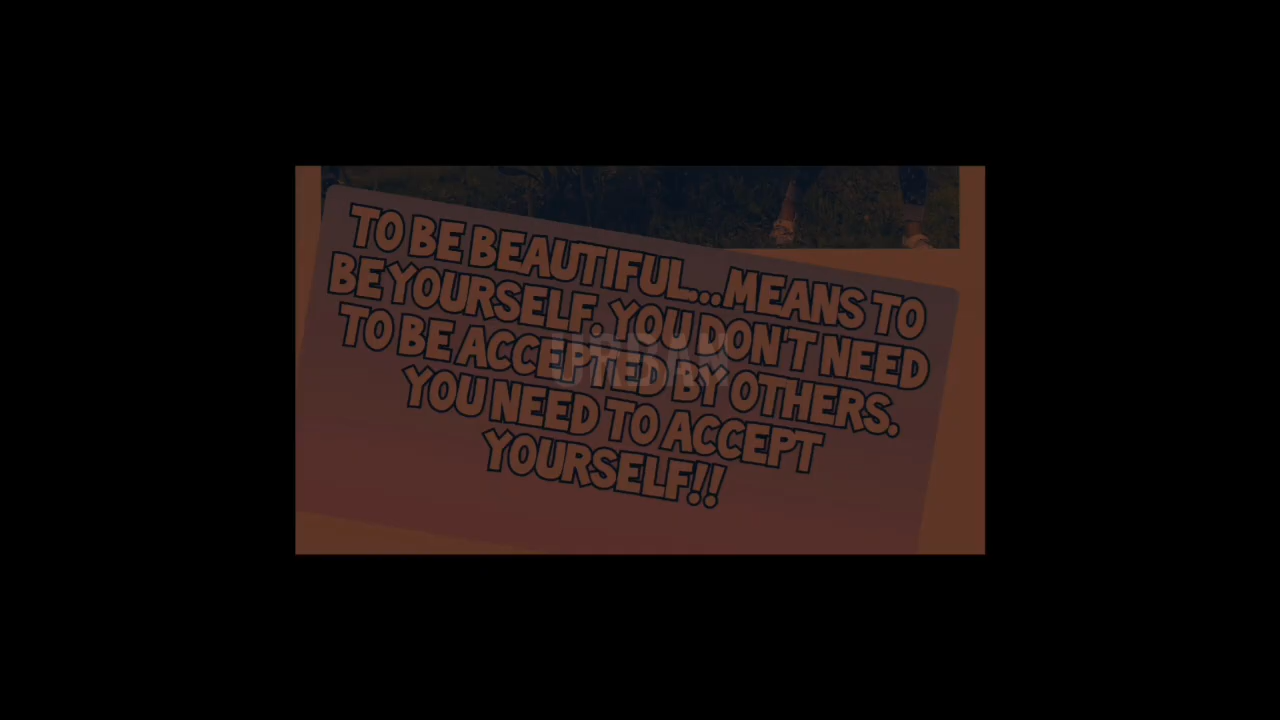 TO BE BEAUTIFUL...MEANS TO
BE YOURSELF. YOU DON'T NEED
TO BE ACCEPTED BY OTHERS.
YOU NEED TO ACCEPT
YOURSELF!!